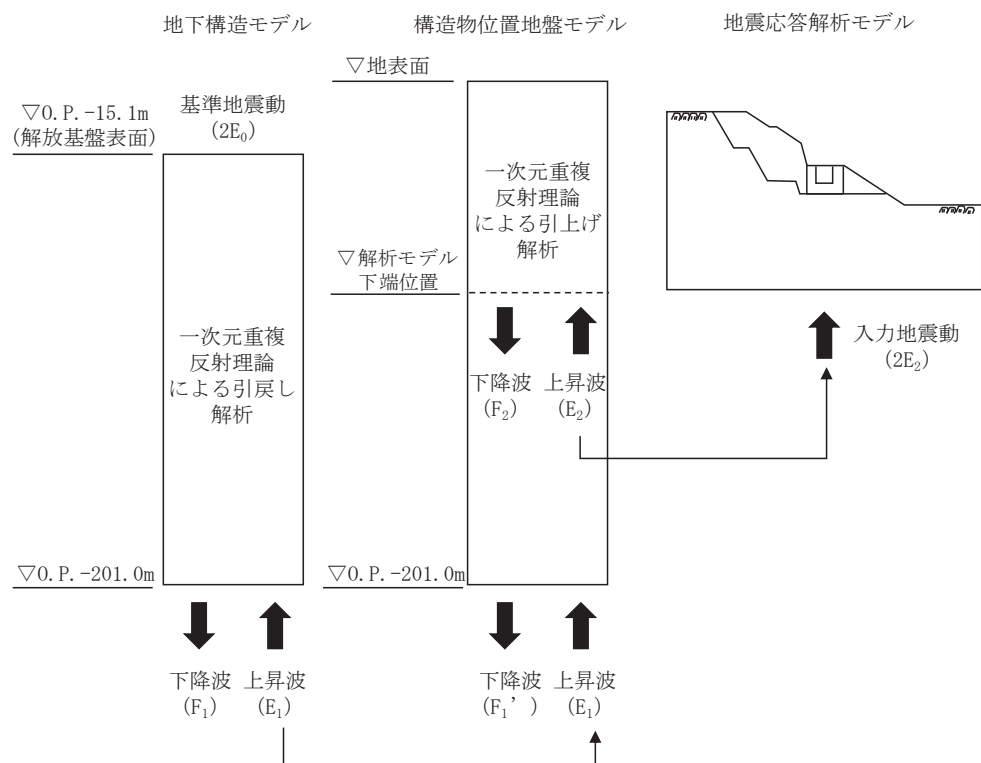 地下構造モデル
構造物位置地盤モデル
地震応答解析モデル
▽O.P.-15.1m
(解放基盤表面)
基準地震動
(2E₀)
一次元重複
反射理論
による引戻し
解析
▽O.P.-201.0m
下降波
(F₁)
上昇波
(E₁)
▽地表面
一次元重複
反射理論
による引上げ
解析
▽解析モデル
下端位置
下降波
(F₂)
上昇波
(E₂)
▽O.P.-201.0m
下降波
(F₁’)
上昇波
(E₁)
入力地震動
(2E₂)